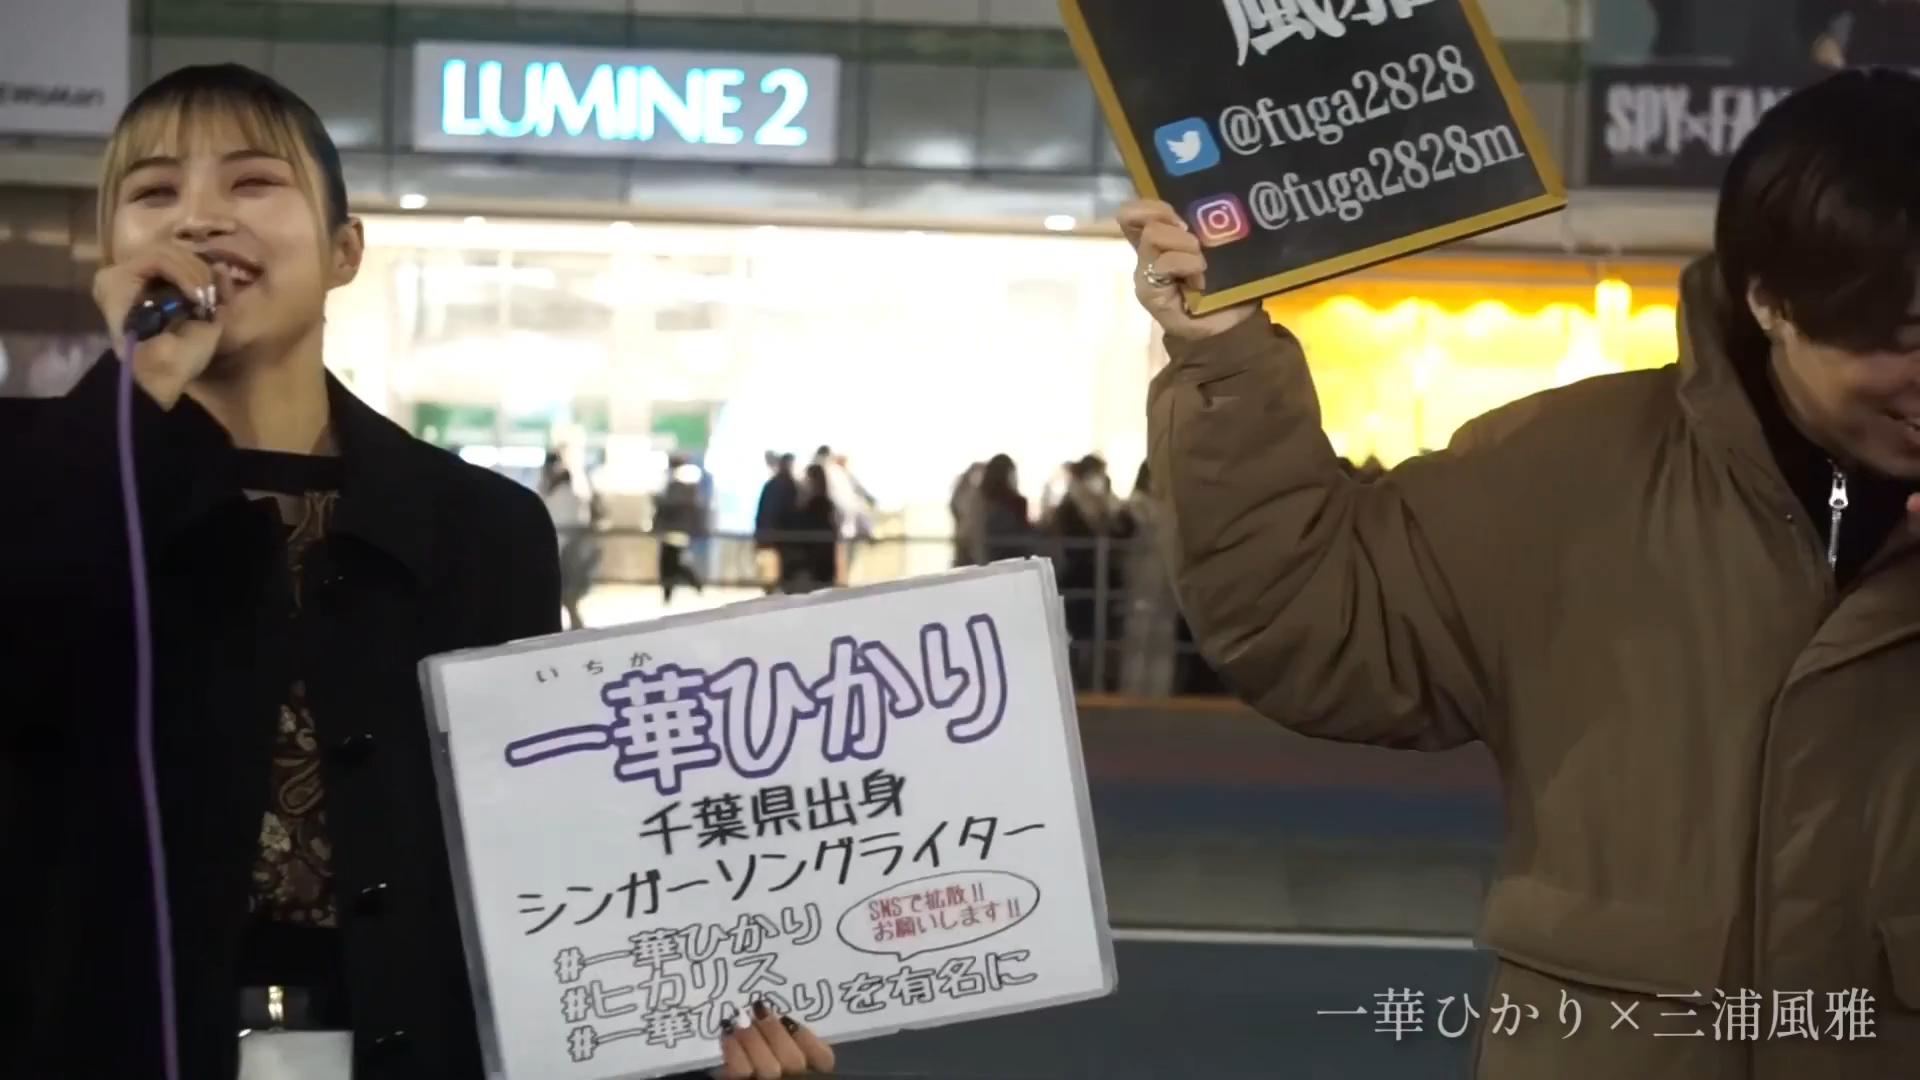 LUMINE 2
風雅
@fuga2828
@fuga2828m
SPY×FA
いちか
一華ひかり
千葉県出身
シンガーソングライター
SNSで拡散!!
お願いします!!
#一華ひかり
#ヒカリス
#一華ひかりを有名に
一華ひかり×三浦風雅